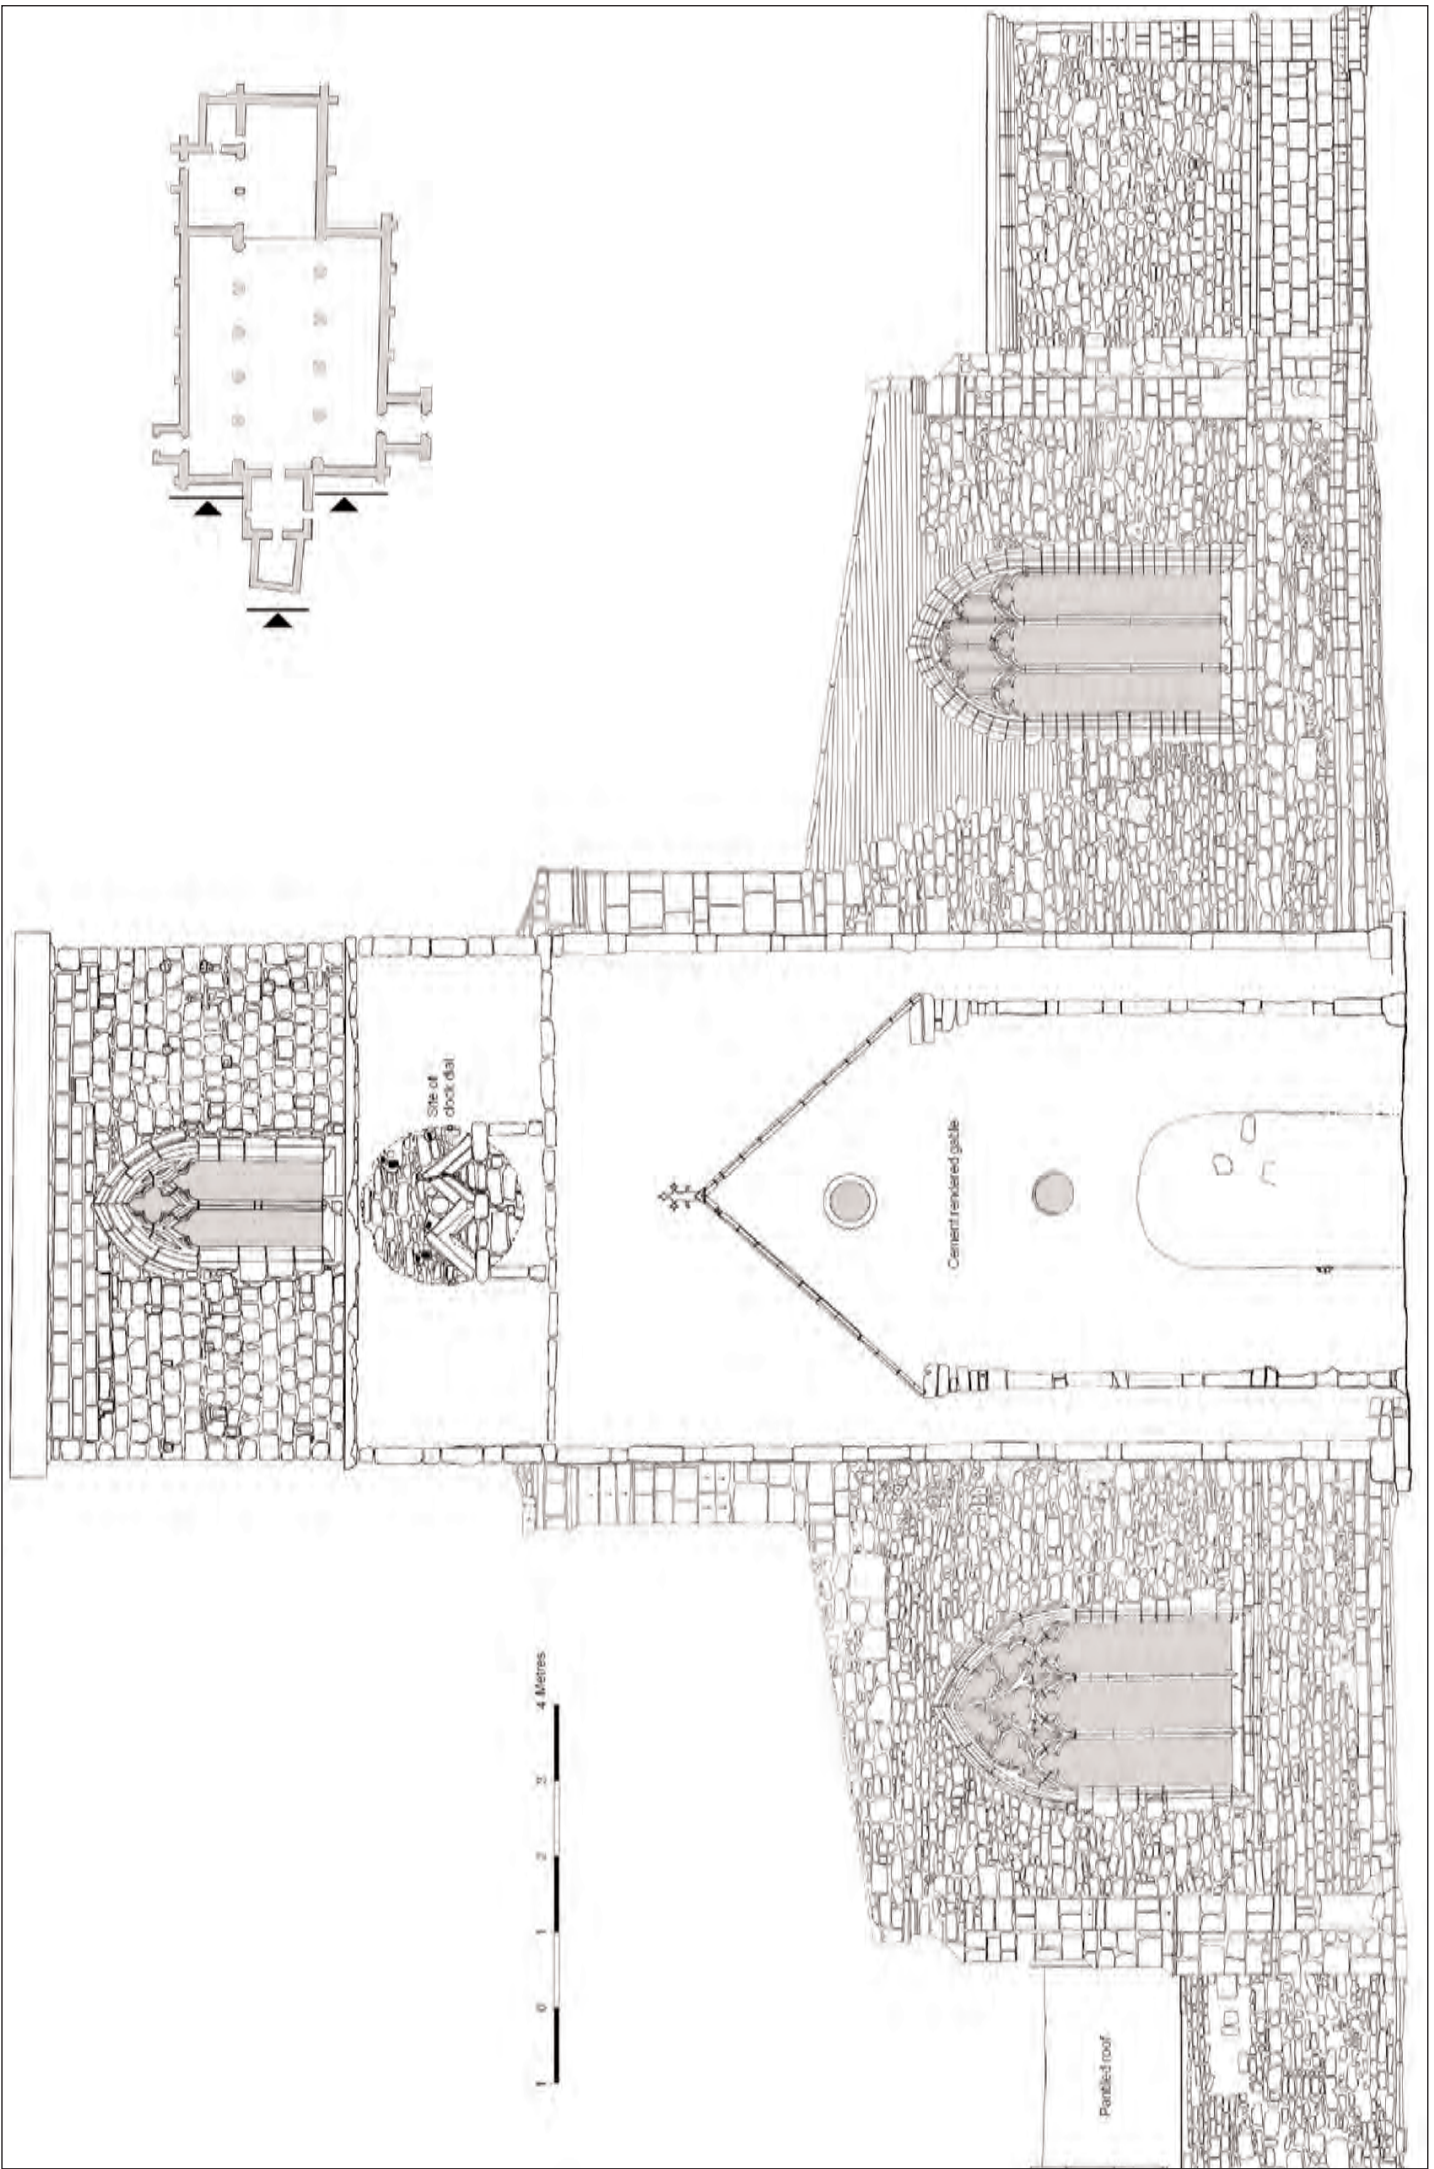 Site of
clock dial
Cement rendered gable
1 0 1 2 3 4 Metres
Pantiled roof